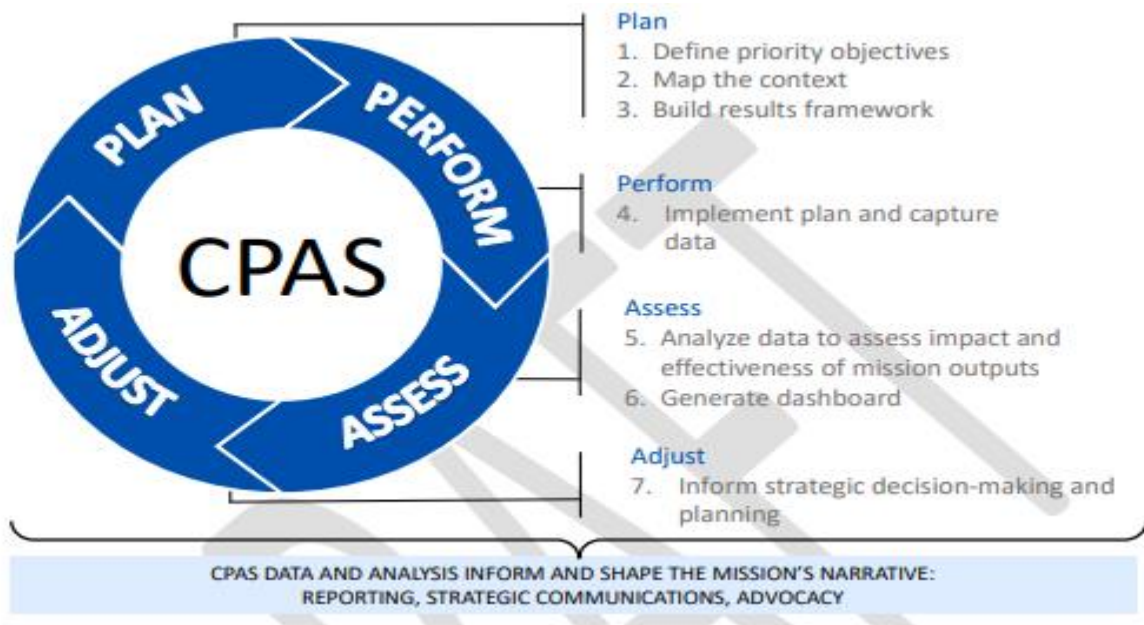 PLAN
PERFORM
ASSESS
ADJUST
CPAS
Plan
1. Define priority objectives
2. Map the context
3. Build results framework
Perform
4. Implement plan and capture
data
Assess
5. Analyze data to assess impact and
effectiveness of mission outputs
6. Generate dashboard
Adjust
7. Inform strategic decision-making and
planning
CPAS DATA AND ANALYSIS INFORM AND SHAPE THE MISSION'S NARRATIVE:
REPORTING, STRATEGIC COMMUNICATIONS, ADVOCACY